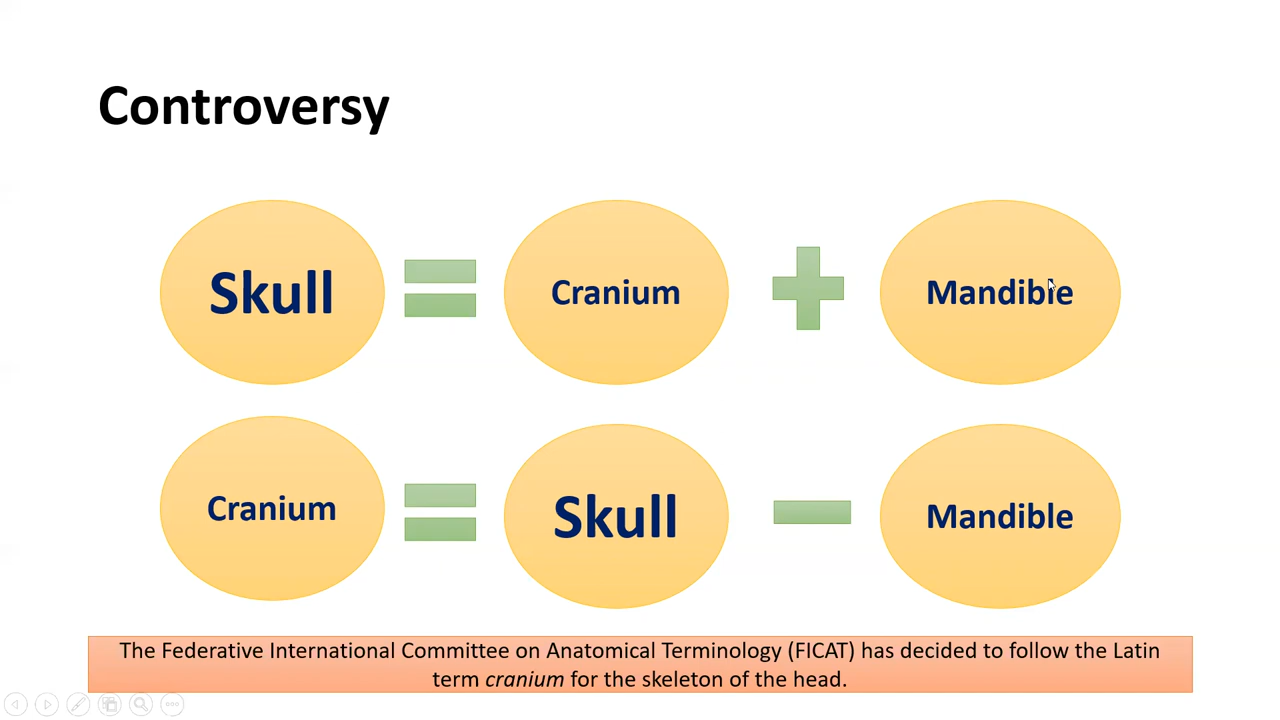 Controversy
Skull
Cranium
Mandible
Cranium
Skull
Mandible
The Federative International Committee on Anatomical Terminology (FICAT) has decided to follow the Latin
term cranium for the skeleton of the head.